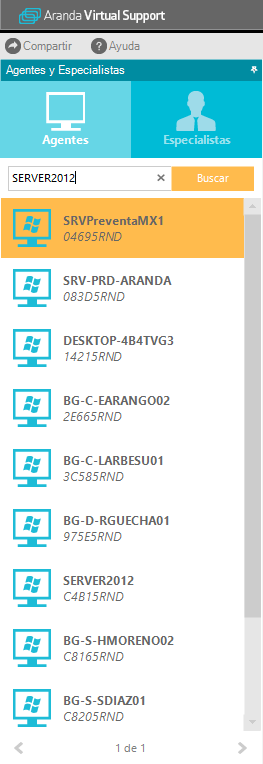 Aranda Virtual Support
Compartir ? Ayuda
Agentes y Especialistas
Agentes Especialistas
SERVER2012 × Buscar
SRVPreventaMX1
04695RND
SRV-PRD-ARANDA
083D5RND
DESKTOP-4B4TVG3
14215RND
BG-C-EARANGO02
2E665RND
BG-C-LARBESU01
3C585RND
BG-D-RGUECHA01
975E5RND
SERVER2012
C4B15RND
BG-S-HMORENO02
C8165RND
BG-S-SDIAZ01
C8205RND
1 de 1